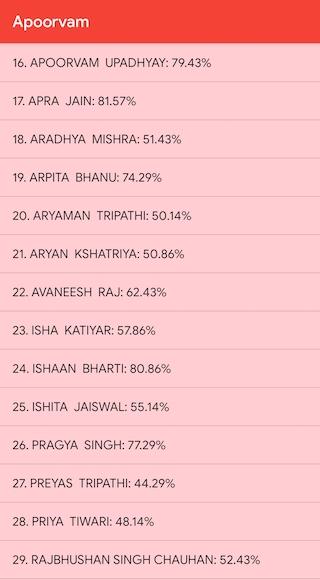 Apoorvam
16. APOORVAM UPADHYAY: 79.43%
17. APRA JAIN: 81.57%
18. ARADHYA MISHRA: 51.43%
19. ARPITA BHANU: 74.29%
20. ARYAMAN TRIPATHI: 50.14%
21. ARYAN KSHATRIYA: 50.86%
22. AVANEESH RAJ: 62.43%
23. ISHA KATIYAR: 57.86%
24. ISHAAN BHARTI: 80.86%
25. ISHITA JAISWAL: 55.14%
26. PRAGYA SINGH: 77.29%
27. PREYAS TRIPATHI: 44.29%
28. PRIYA TIWARI: 48.14%
29. RAJBHUSHAN SINGH CHAUHAN: 52.43%